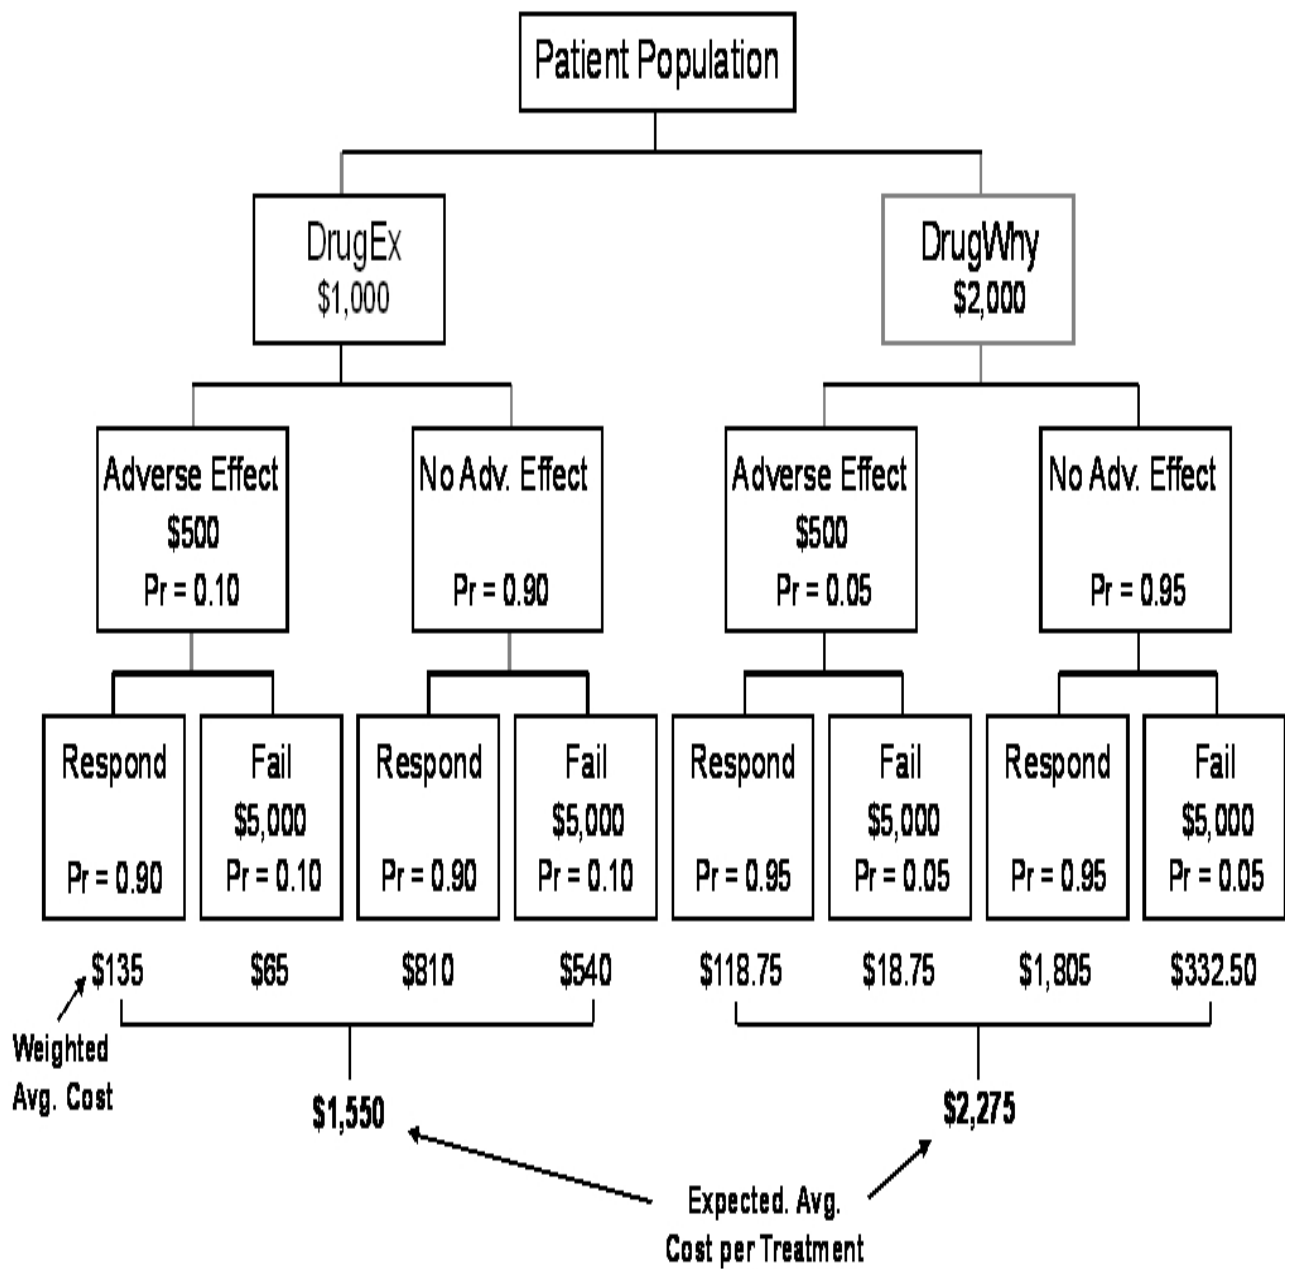 Patient Population
DrugEx
$1,000
DrugWhy
$2,000
Adverse Effect
$500
Pr = 0.10
No Adv. Effect
Pr = 0.90
Adverse Effect
$500
Pr = 0.05
No Adv. Effect
Pr = 0.95
Respond
Pr = 0.90
Fail
$5,000
Pr = 0.10
Respond
Pr = 0.90
Fail
$5,000
Pr = 0.10
Respond
Pr = 0.95
Fail
$5,000
Pr = 0.05
Respond
Pr = 0.95
Fail
$5,000
Pr = 0.05
$135
$65
$810
$540
$118.75
$18.75
$1,805
$332.50
Weighted
Avg. Cost
$1,550
$2,275
Expected. Avg.
Cost per Treatment